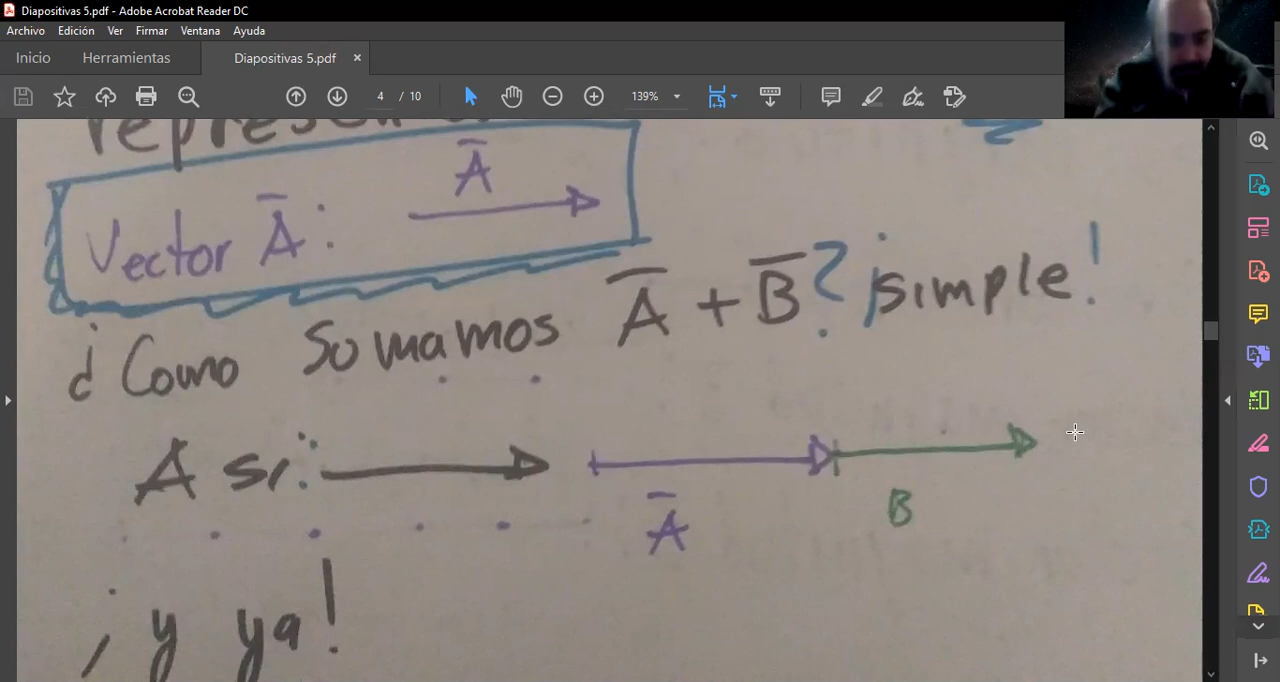 Diapositivas 5.pdf - Adobe Acrobat Reader DC
Archivo Edición Ver Firmar Ventana Ayuda
Inicio Herramientas Diapositivas 5.pdf ×
4 / 10 139%
Vector A̅: A̅
¿Como Somamos A̅ + B̅? ¡simple!
Asi:
A̅ B
¡y ya!